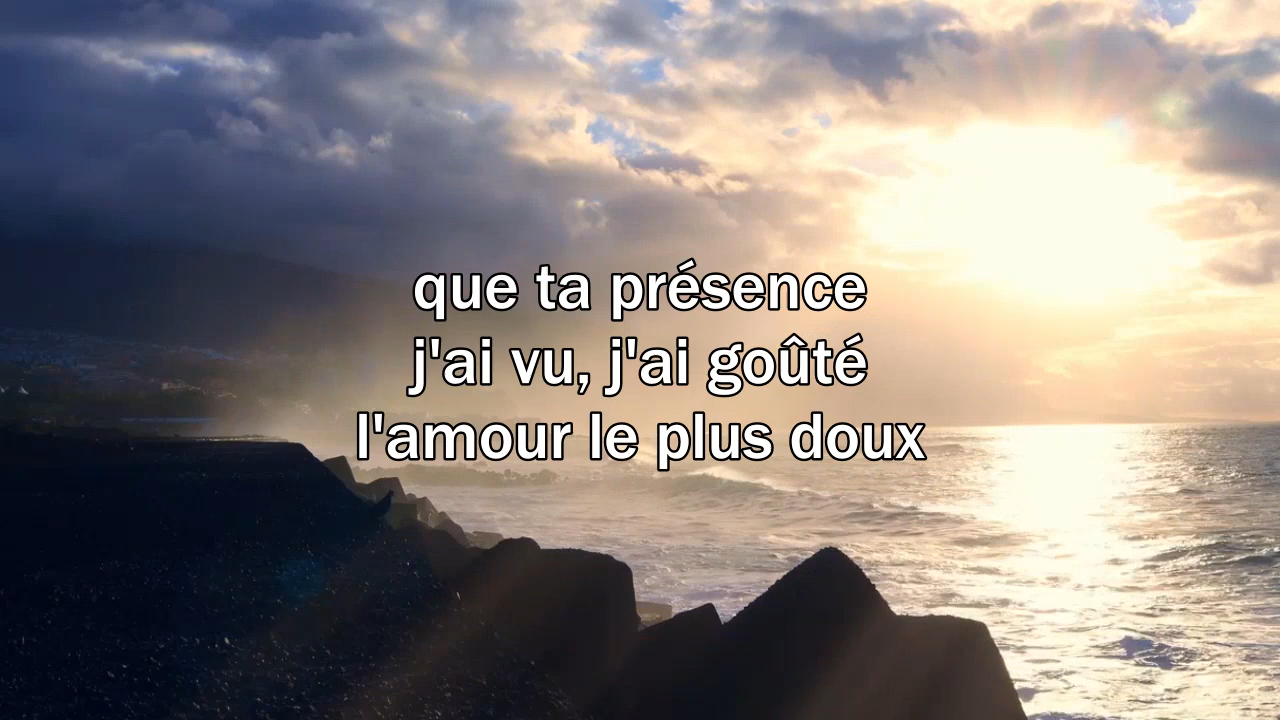 que ta présence
j'ai vu, j'ai goûté
l'amour le plus doux